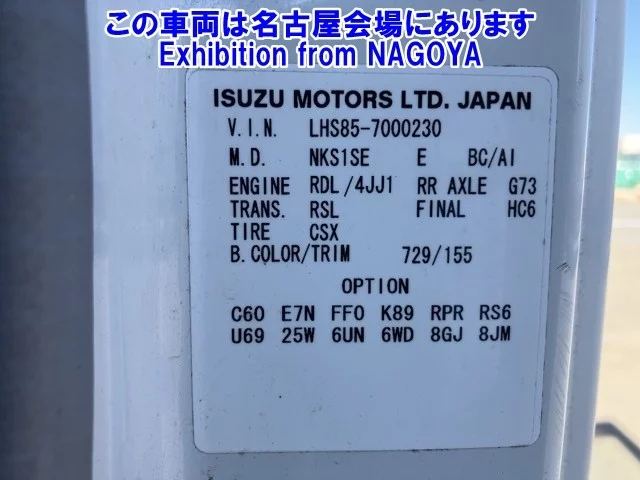 この車両は名古屋会場にあります
Exhibition from NAGOYA
ISUZU MOTORS LTD. JAPAN
V.I.N. LHS85-7000230
M.D. NKS1SE E BC/AI
ENGINE RDL/4JJ1 RR AXLE G73
TRANS. RSL FINAL HC6
TIRE CSX
B.COLOR/TRIM 729/155
OPTION
C60 E7N FF0 K89 RPR RS6
U69 25W 6UN 6WD 8GJ 8JM